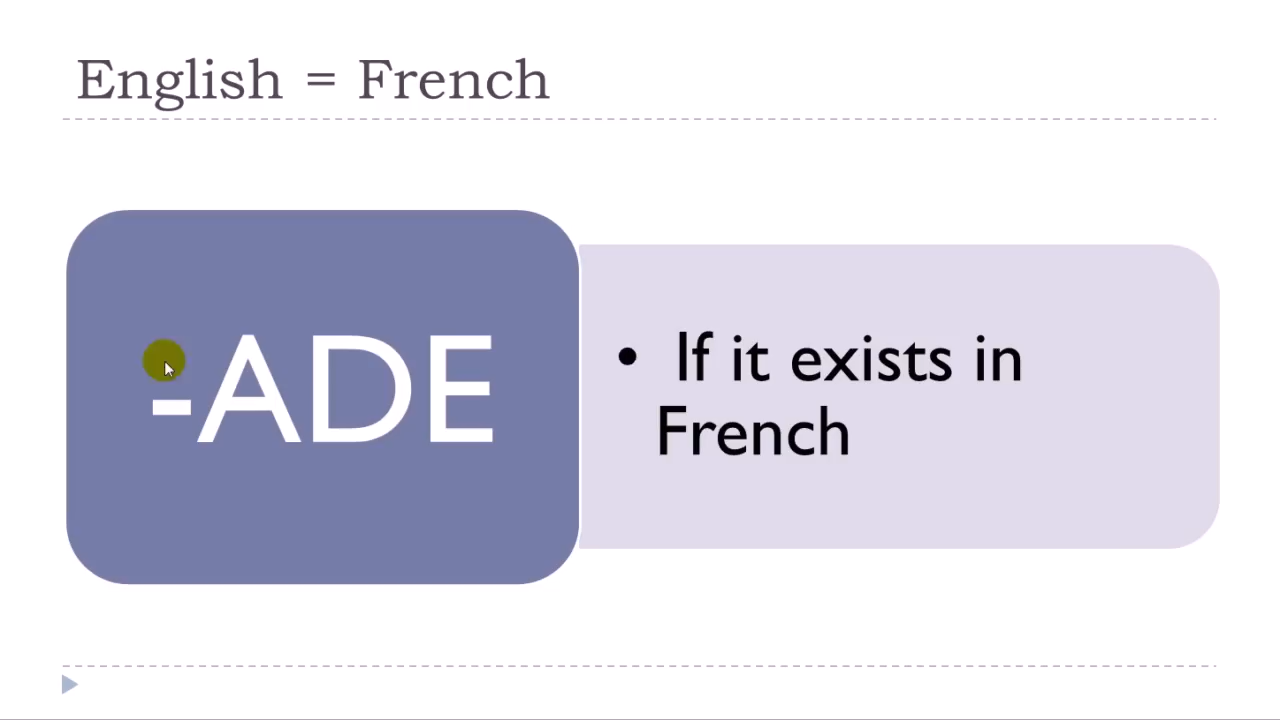 English = French
-ADE
• If it exists in
French